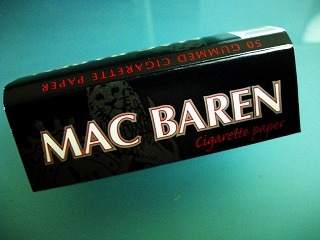 50 GUMMED CIGARETTE PAPER
MAC BAREN
Cigarette paper